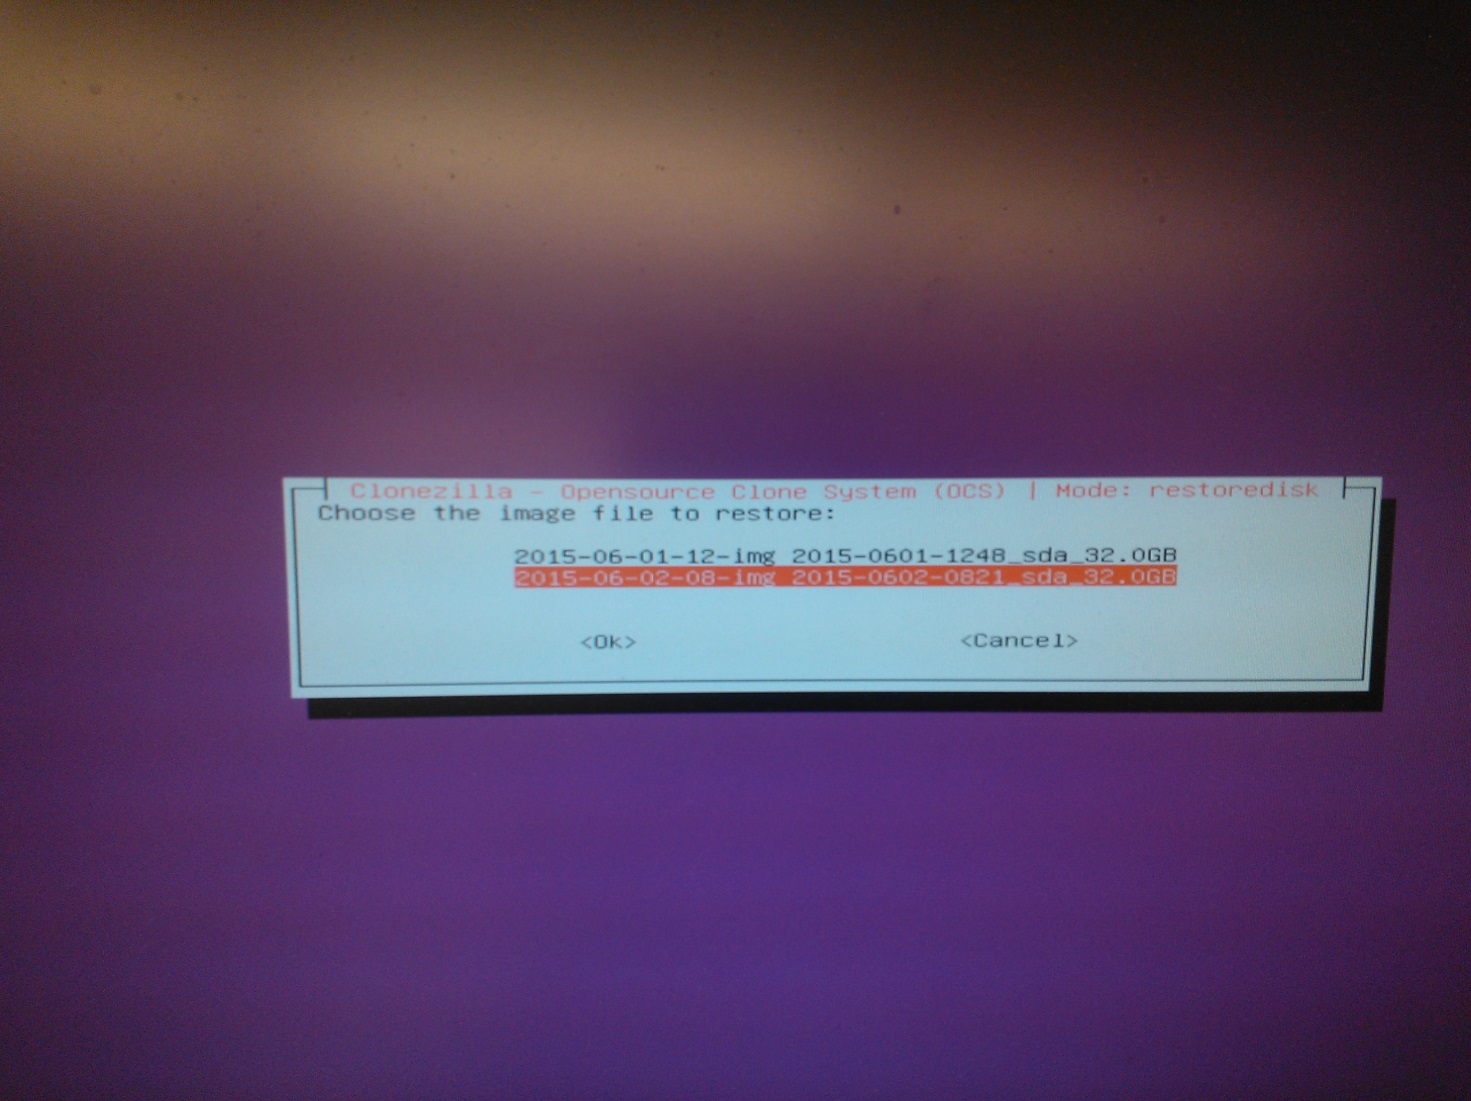 Clonezilla - Opensource Clone System (OCS) | Mode: restoredisk
Choose the image file to restore:
2015-06-01-12-img 2015-0601-1248_sda_32.0GB
2015-06-02-08-img 2015-0602-0821_sda_32.0GB
<Ok> <Cancel>